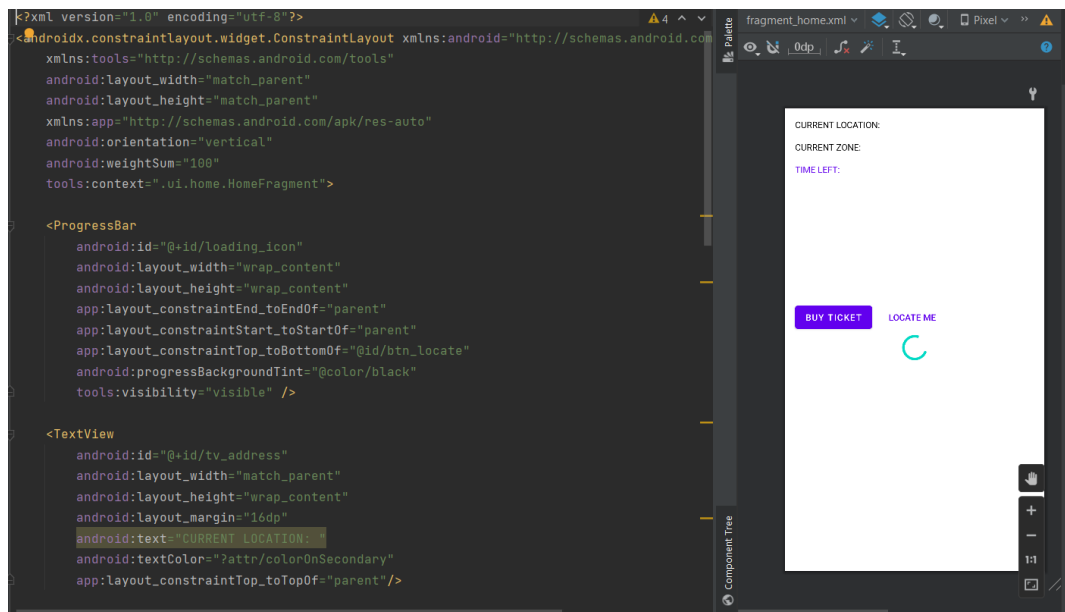 <?xml version="1.0" encoding="utf-8"?>
4
<androidx.constraintlayout.widget.ConstraintLayout xmlns:android="http://schemas.android.com
xmlns:tools="http://schemas.android.com/tools"
android:layout_width="match_parent"
android:layout_height="match_parent"
xmlns:app="http://schemas.android.com/apk/res-auto"
android:orientation="vertical"
android:weightSum="100"
tools:context=".ui.home.HomeFragment">
<ProgressBar
android:id="@+id/loading_icon"
android:layout_width="wrap_content"
android:layout_height="wrap_content"
app:layout_constraintEnd_toEndOf="parent"
app:layout_constraintStart_toStartOf="parent"
app:layout_constraintTop_toBottomOf="@id/btn_locate"
android:progressBackgroundTint="@color/black"
tools:visibility="visible" />
<TextView
android:id="@+id/tv_address"
android:layout_width="match_parent"
android:layout_height="wrap_content"
android:layout_margin="16dp"
android:text="CURRENT LOCATION: "
android:textColor="?attr/colorOnSecondary"
app:layout_constraintTop_toTopOf="parent"/>
Palette
Component Tree
fragment_home.xml
Pixel
0dp
CURRENT LOCATION:
CURRENT ZONE:
TIME LEFT:
BUY TICKET
LOCATE ME
1:1